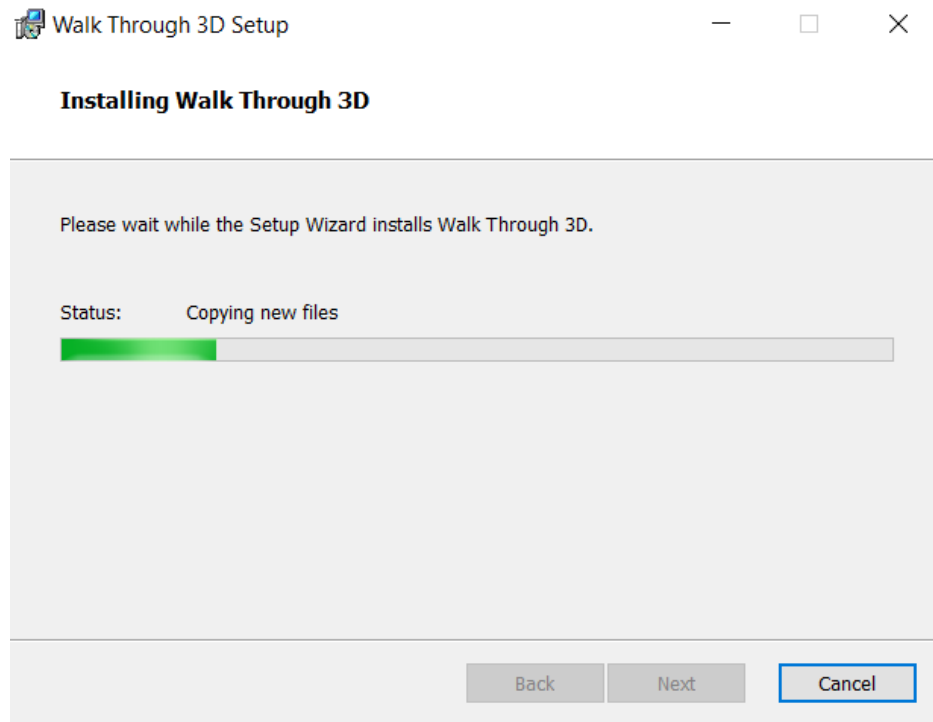 Walk Through 3D Setup
Installing Walk Through 3D
Please wait while the Setup Wizard installs Walk Through 3D.
Status: Copying new files
Back Next Cancel